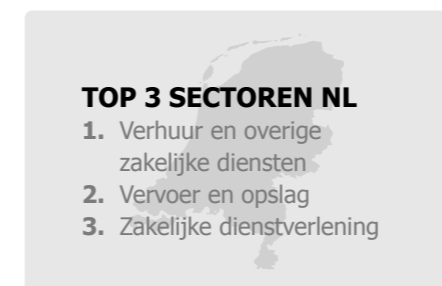 TOP 3 SECTOREN NL
1. Verhuur en overige
zakelijke diensten
2. Vervoer en opslag
3. Zakelijke dienstverlening